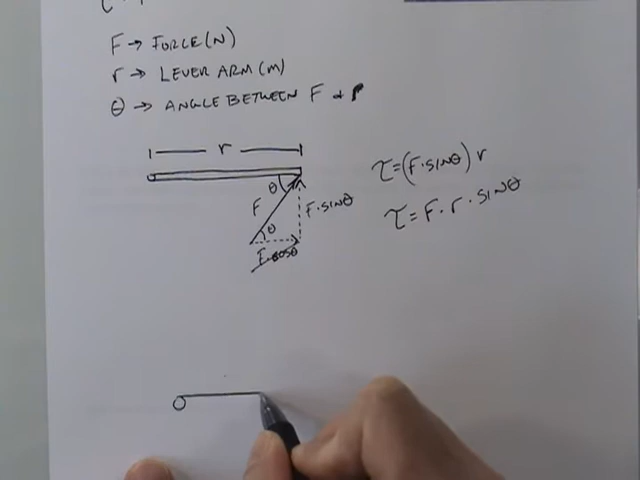 F → FORCE (N)
r → LEVER ARM (M)
θ → ANGLE BETWEEN F + r
r
θ
F
θ
F·SINθ
F·COSθ
τ=(F·SINθ) r
τ=F·r·SINθ